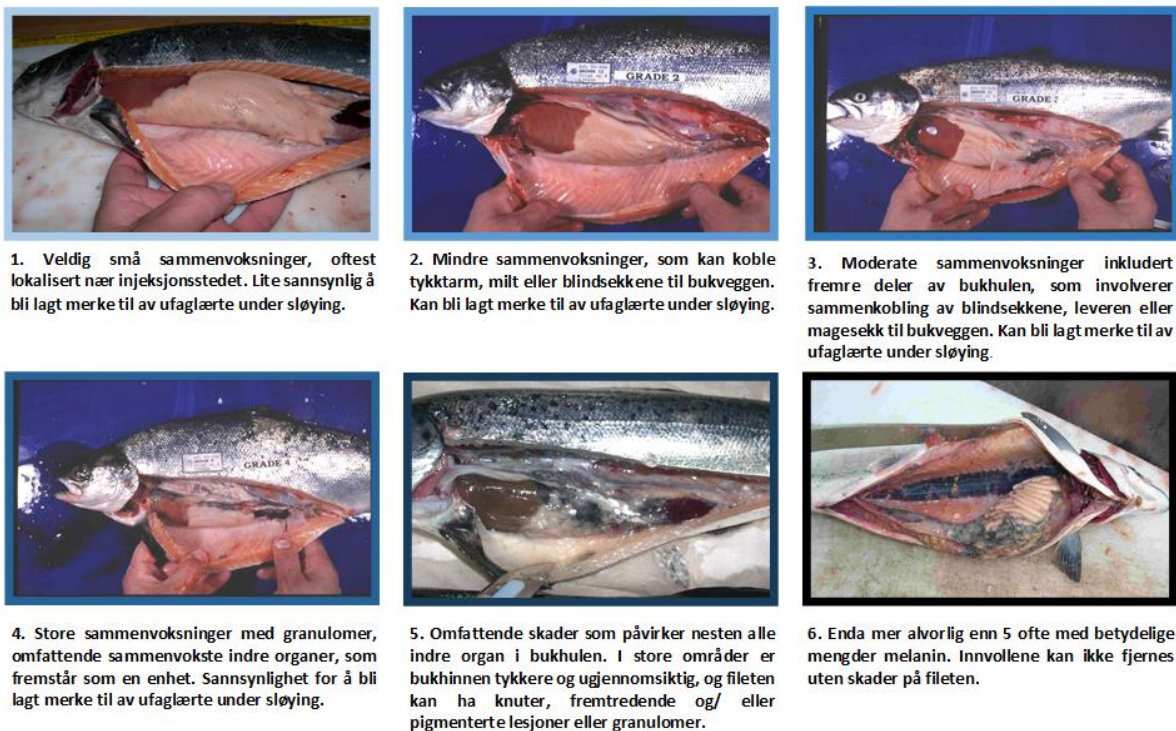 GRADE 2
GRADE
1. Veldig små sammenvoksninger, oftest
lokalisert nær injeksjonsstedet. Lite sannsynlig å
bli lagt merke til av ufaglærte under sløying.
2. Mindre sammenvoksninger, som kan koble
tykktarm, milt eller blindsekkene til bukveggen.
Kan bli lagt merke til av ufaglærte under sløying.
3. Moderate sammenvoksninger inkludert
fremre deler av bukhulen, som involverer
sammenkobling av blindsekkene, leveren eller
magesekk til bukveggen. Kan bli lagt merke til av
ufaglærte under sløying.
GRADE 4
4. Store sammenvoksninger med granulomer,
omfattende sammenvokste indre organer, som
fremstår som en enhet. Sannsynlighet for å bli
lagt merke til av ufaglærte under sløying.
5. Omfattende skader som påvirker nesten alle
indre organ i bukhulen. I store områder er
bukhinnen tykkere og ugjennomsiktig, og fileten
kan ha knuter, fremtredende og/ eller
pigmenterte lesjoner eller granulomer.
6. Enda mer alvorlig enn 5 ofte med betydelige
mengder melanin. Innvollene kan ikke fjernes
uten skader på fileten.